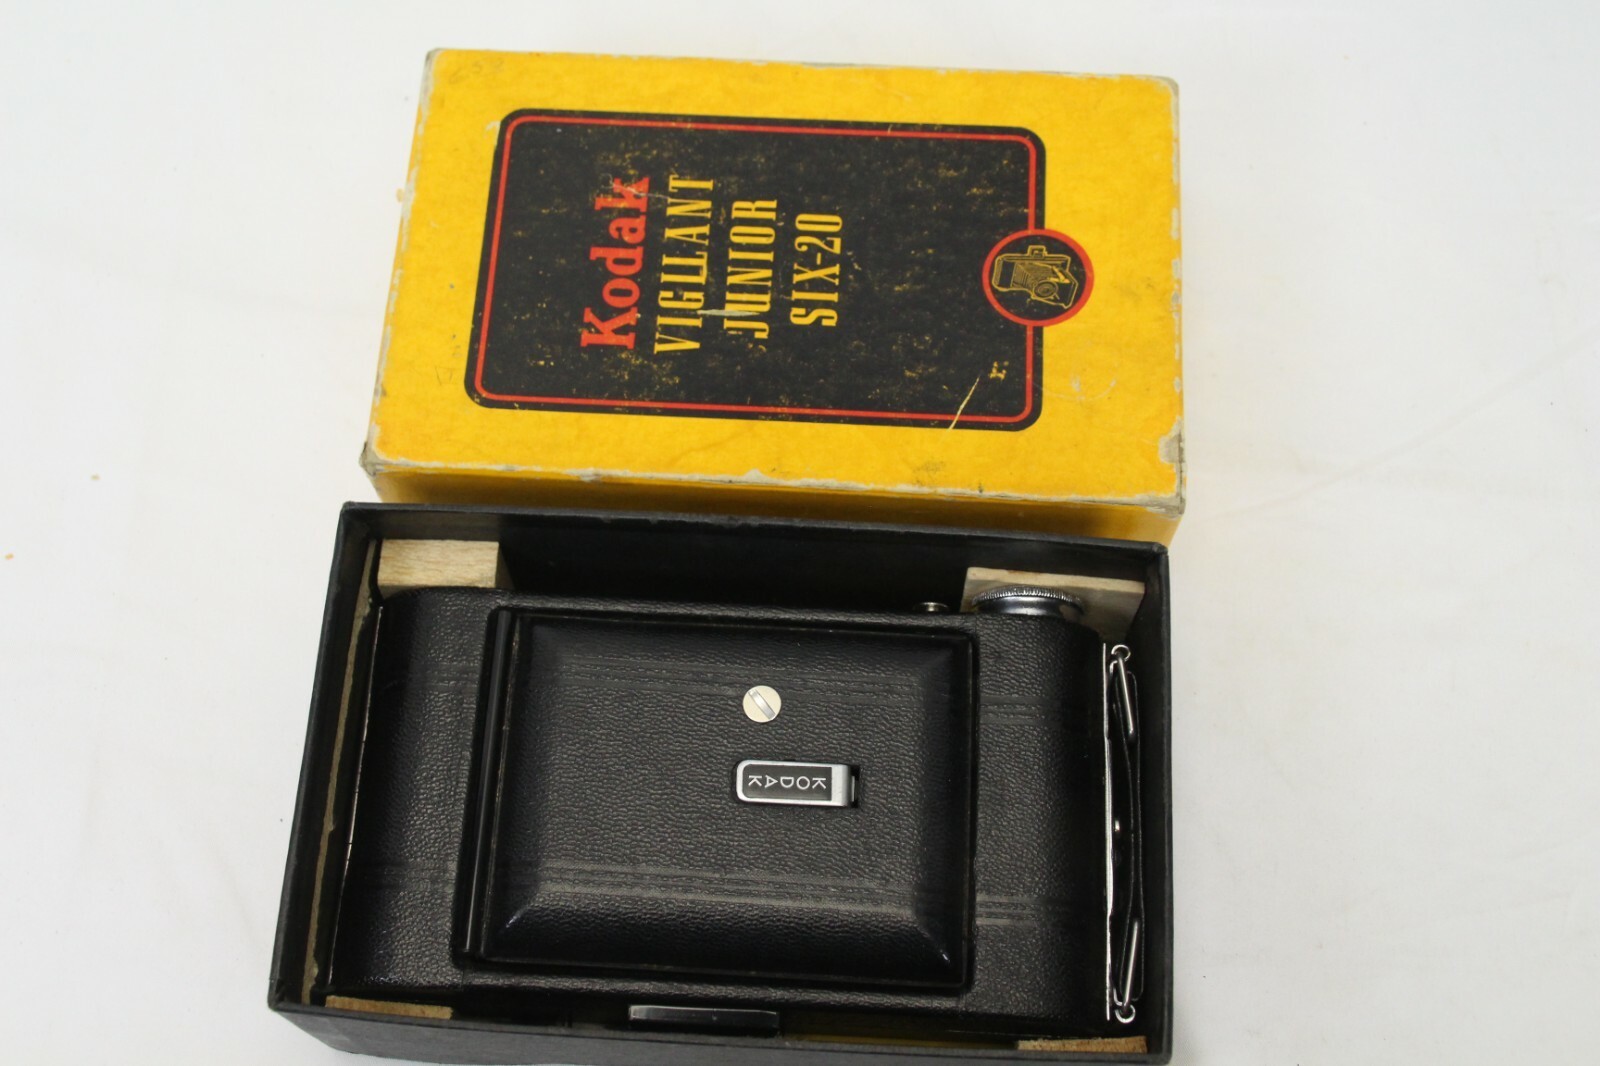 Kodak
VIGILANT
JUNIOR
SIX-20
KODAK